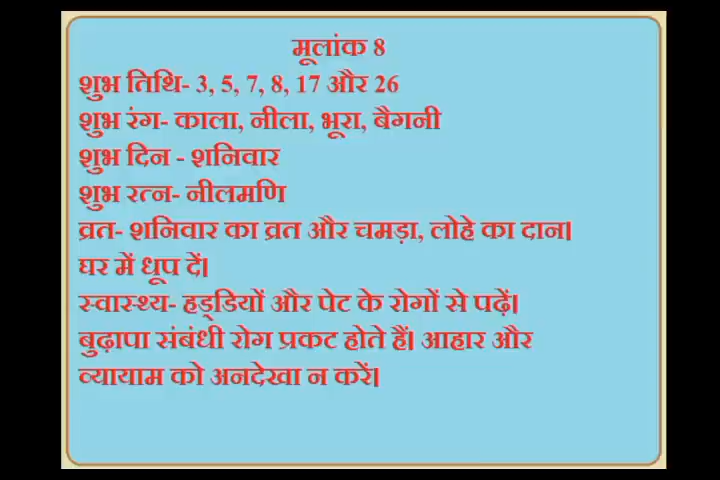 मूलांक 8
शुभ तिथि- 3, 5, 7, 8, 17 और 26
शुभ रंग- काला, नीला, भूरा, बैगनी
शुभ दिन - शनिवार
शुभ रत्न- नीलमणि
व्रत- शनिवार का व्रत और चमड़ा, लोहे का दान।
घर में धूप दें।
स्वास्थ्य- हड्डियों और पेट के रोगों से पढ़ें।
बुढ़ापा संबंधी रोग प्रकट होते हैं। आहार और
व्यायाम को अनदेखा न करें।